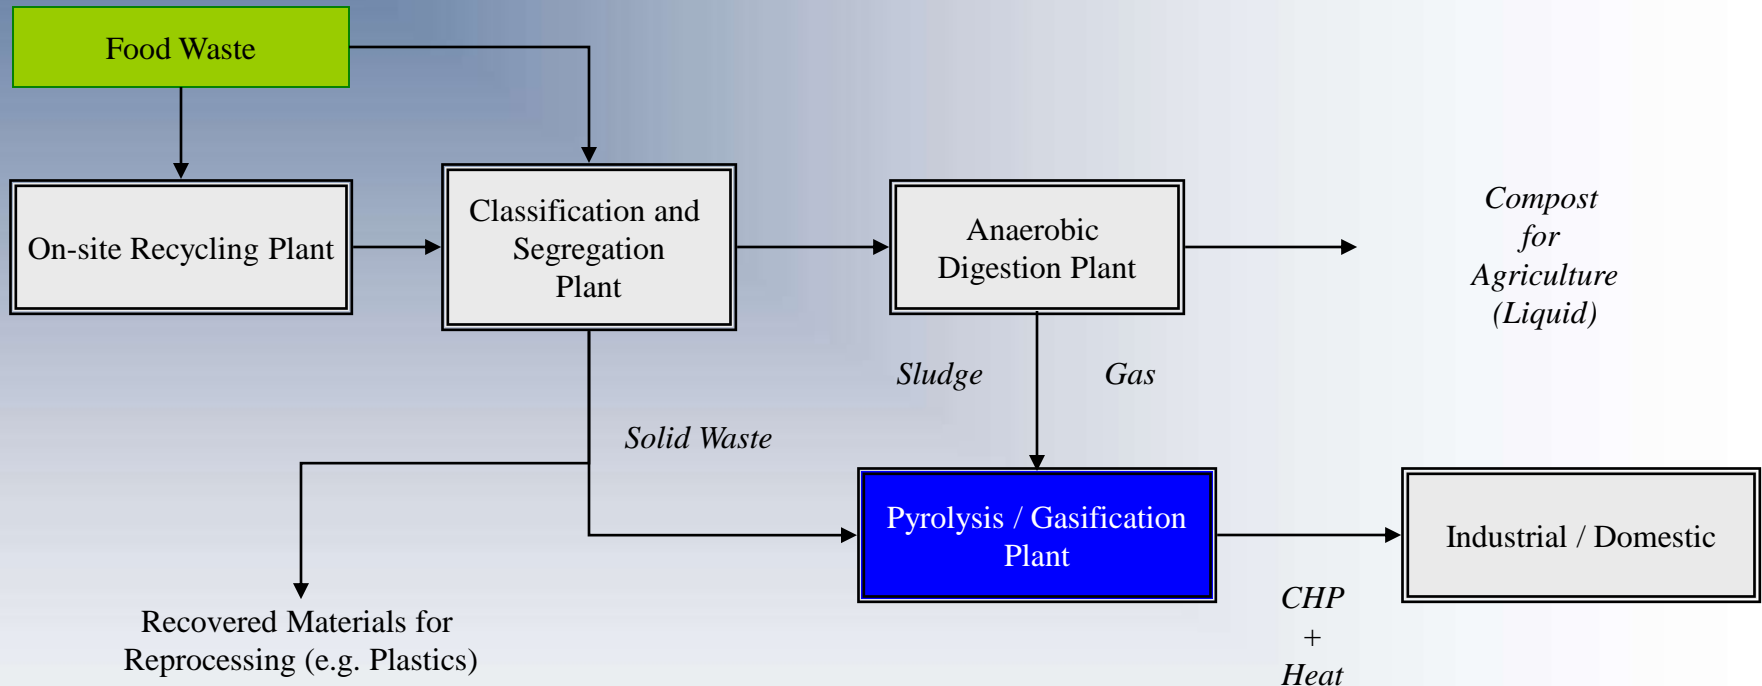 Food Waste
On-site Recycling Plant
Classification and
Segregation
Plant
Anaerobic
Digestion Plant
Compost
for
Agriculture
(Liquid)
Sludge
Gas
Solid Waste
Pyrolysis / Gasification
Plant
Industrial / Domestic
CHP
+
Heat
Recovered Materials for
Reprocessing (e.g. Plastics)